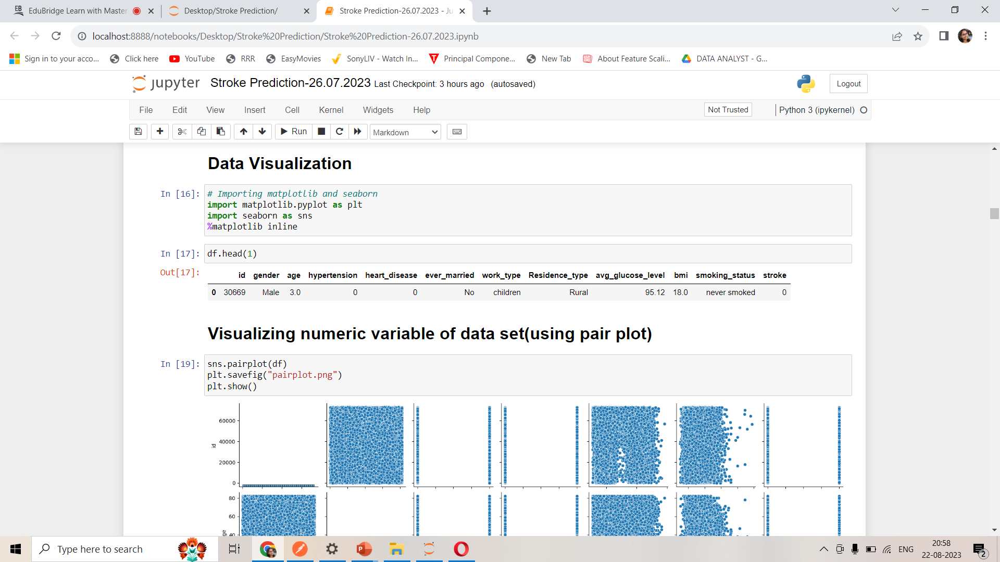 EduBridge Learn with Master
Desktop/Stroke Prediction/
Stroke Prediction-26.07.2023 - Ju
localhost:8888/notebooks/Desktop/Stroke%20Prediction/Stroke%20Prediction-26.07.2023.ipynb
Sign in to your acco... Click here YouTube RRR EasyMovies SonyLIV - Watch In... Principal Compone... New Tab About Feature Scali... DATA ANALYST - G...
jupyter Stroke Prediction-26.07.2023 Last Checkpoint: 3 hours ago (autosaved) Logout
File Edit View Insert Cell Kernel Widgets Help Not Trusted Python 3 (ipykernel)
Run Markdown
Data Visualization
In [16]: # Importing matplotlib and seaborn
import matplotlib.pyplot as plt
import seaborn as sns
%matplotlib inline
In [17]: df.head(1)
Out[17]:
id gender age hypertension heart_disease ever_married work_type Residence_type avg_glucose_level bmi smoking_status stroke
0 30669 Male 3.0 0 0 No children Rural 95.12 18.0 never smoked 0
Visualizing numeric variable of data set(using pair plot)
In [19]: sns.pairplot(df)
plt.savefig("pairplot.png")
plt.show()
60000
40000
id
20000
0
80
60
40
Type here to search
ENG
20:58
22-08-2023
2